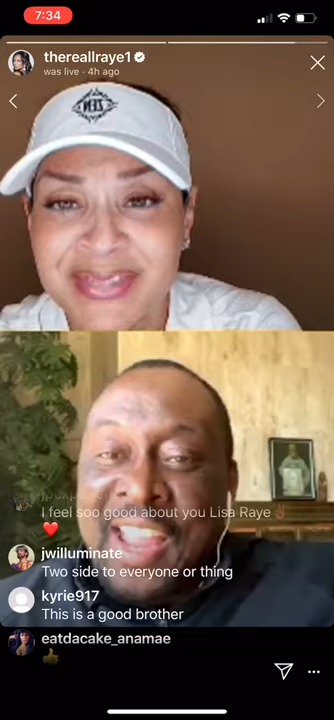 7:34
thereallraye1
was live · 4h ago
I feel soo good about you Lisa Raye✌🏽
❤️
jwilluminate
Two side to everyone or thing
kyrie917
This is a good brother
eatdacake_anamae
👍